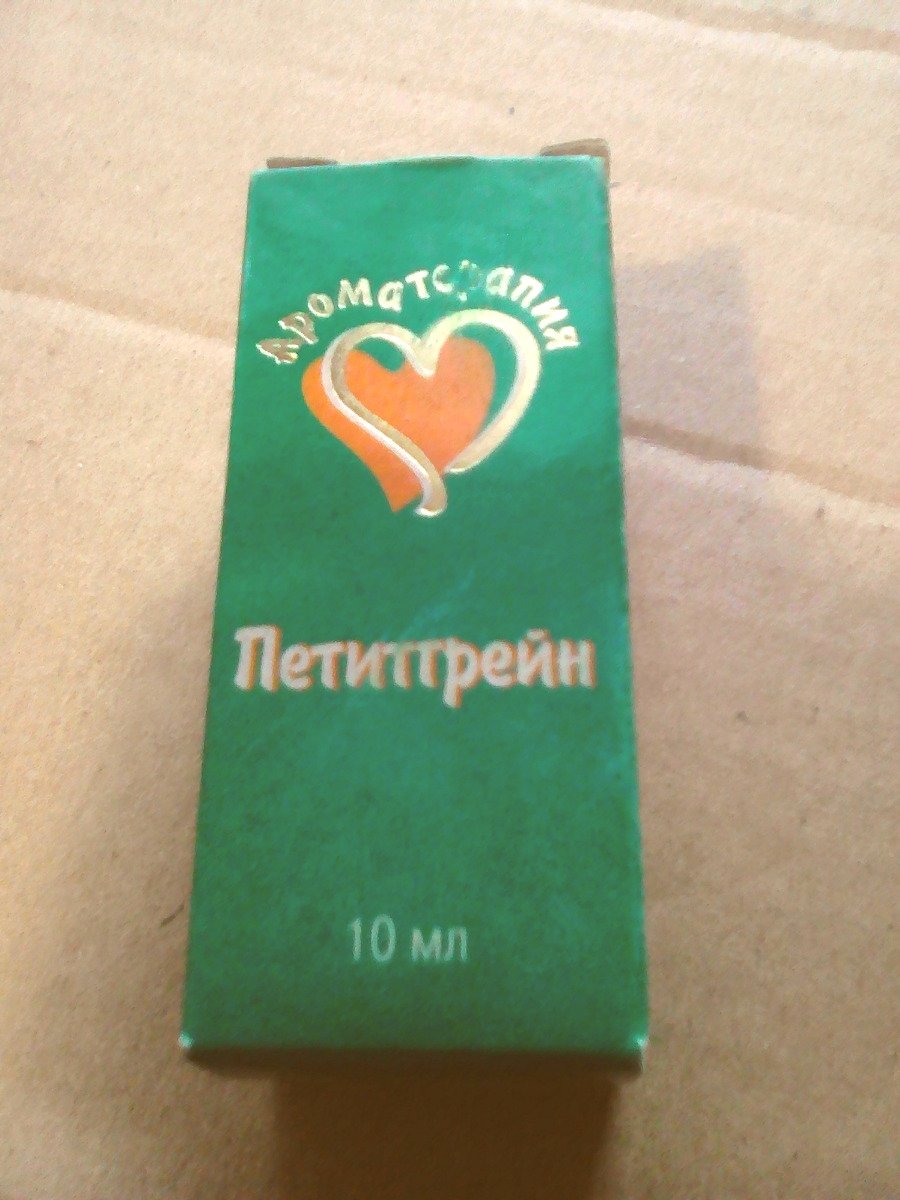 Ароматерапия
Петитгрейн
10 мл